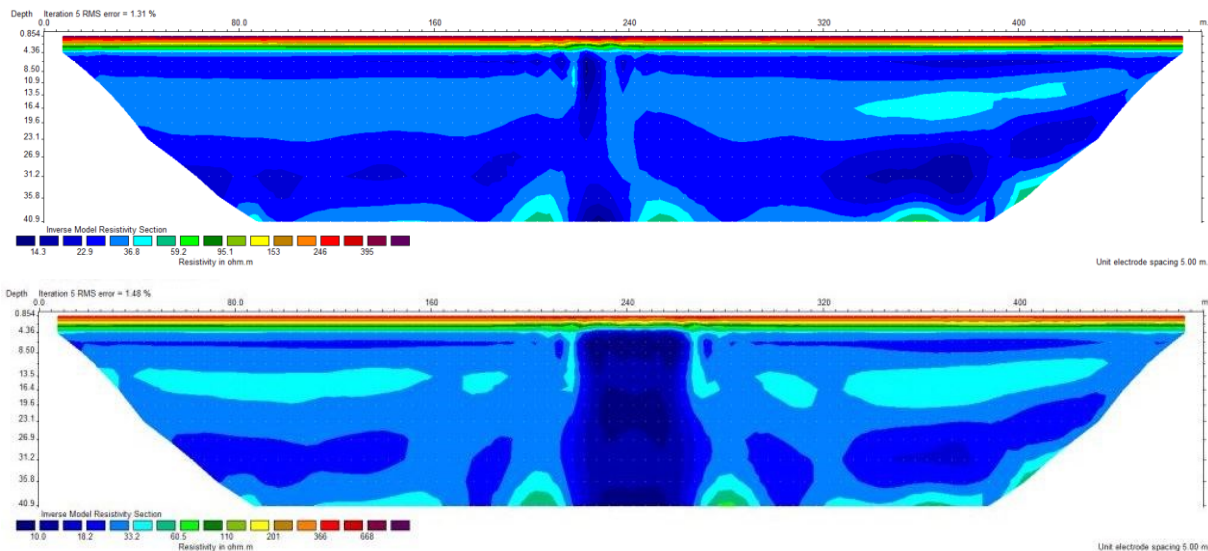 Depth Iteration 5 RMS error = 1.31 %
0.0 80.0 240 320 400 m.
0.854
4.36
8.50
10.9
13.5
16.4
19.6
23.1
26.9
31.2
35.8
40.9
Inverse Model Resistivity Section
14.3 22.9 36.8 59.2 95.1 153 246 395
Resistivity in ohm.m
Unit electrode spacing 5.00 m.
Depth Iteration 5 RMS error = 1.48 %
0.0 80.0 160 240 320 400 m
0.854
4.36
8.50
13.5
16.4
19.6
23.1
26.9
31.2
36.8
40.9
Inverse Model Resistivity Section
10.0 18.2 33.2 60.5 110 201 366 668
Resistivity in ohm.m
Unit electrode spacing 5.00 m.